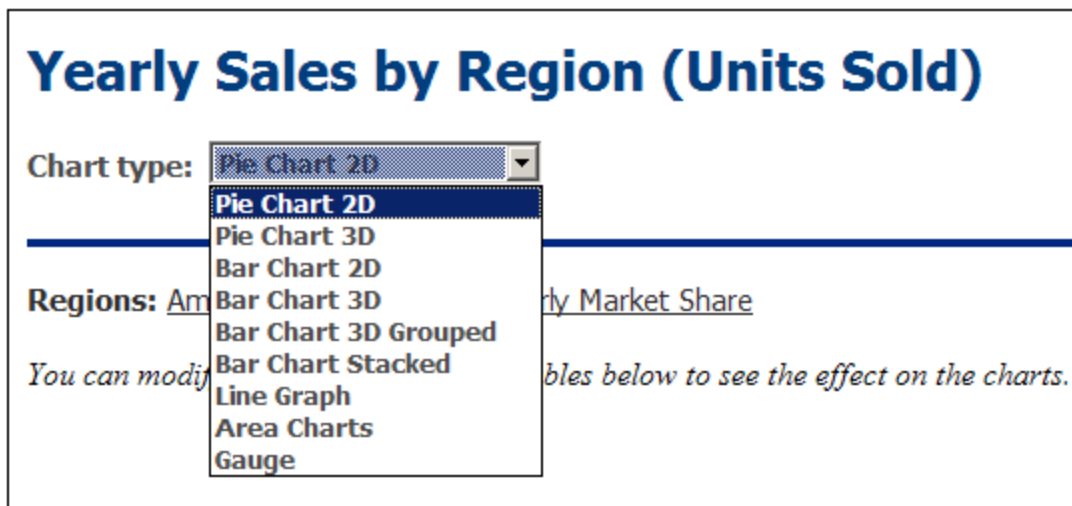 Yearly Sales by Region (Units Sold)
Chart type: Pie Chart 2D
Pie Chart 2D
Pie Chart 3D
Bar Chart 2D
Regions: Am
Bar Chart 3D
rly Market Share
Bar Chart 3D Grouped
You can modif
Bar Chart Stacked
bles below to see the effect on the charts.
Line Graph
Area Charts
Gauge